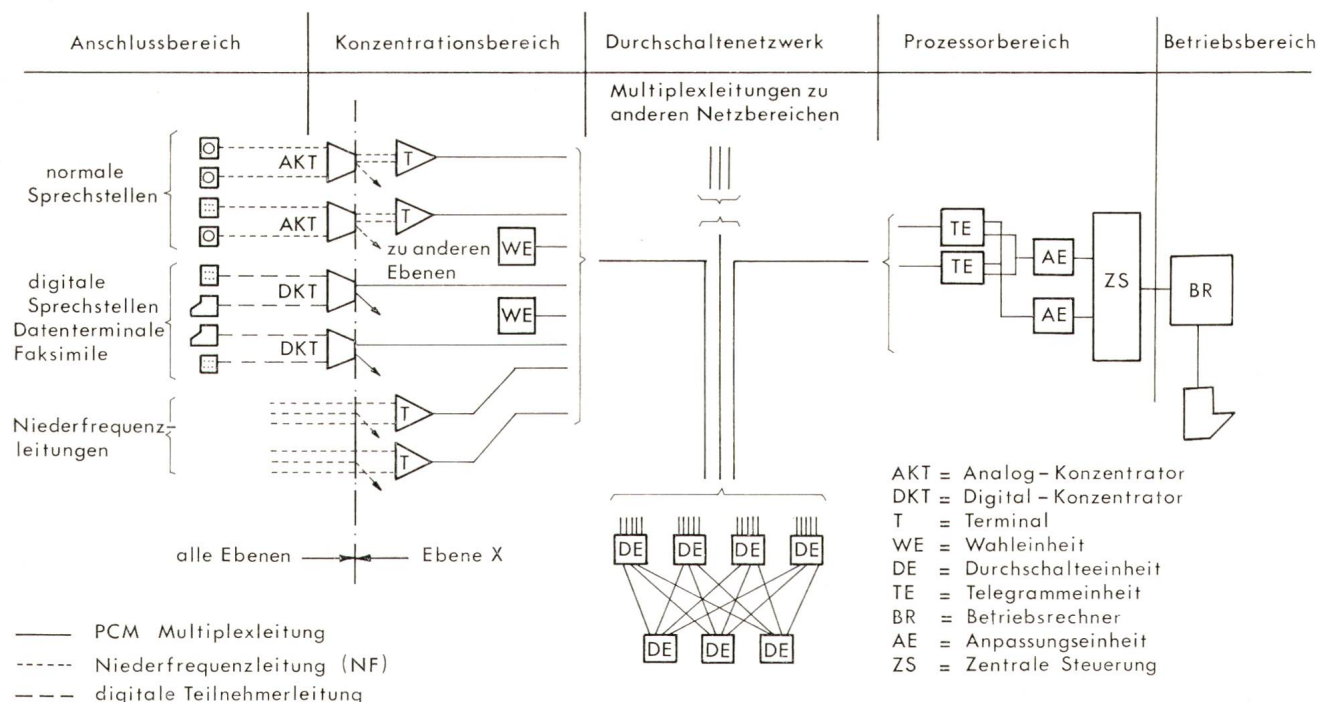 Anschlussbereich
Konzentrationsbereich
Durchschaltenetzwerk
Prozessorbereich
Betriebsbereich
Multiplexleitungen zu
anderen Netzbereichen
normale
Sprechstellen
AKT
T
AKT
T
zu anderen
Ebenen
WE
digitale
Sprechstellen
Datenterminale
Faksimile
DKT
WE
DKT
Niederfrequenz-
leitungen
T
T
TE
TE
AE
AE
ZS
BR
alle Ebenen
Ebene X
DE
DE
DE
DE
DE
DE
DE
AKT = Analog-Konzentrator
DKT = Digital-Konzentrator
T = Terminal
WE = Wahleinheit
DE = Durchschalteeinheit
TE = Telegrammeinheit
BR = Betriebsrechner
AE = Anpassungseinheit
ZS = Zentrale Steuerung
PCM Multiplexleitung
Niederfrequenzleitung (NF)
digitale Teilnehmerleitung